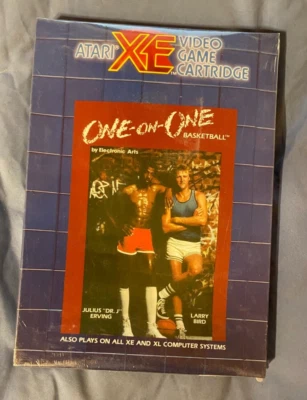 ATARI XE VIDEO
GAME
CARTRIDGE
ONE-ON-ONE
BASKETBALL™
by Electronic Arts
JULIUS "DR. J"
ERVING
LARRY
BIRD
ALSO PLAYS ON ALL XE AND XL COMPUTER SYSTEMS